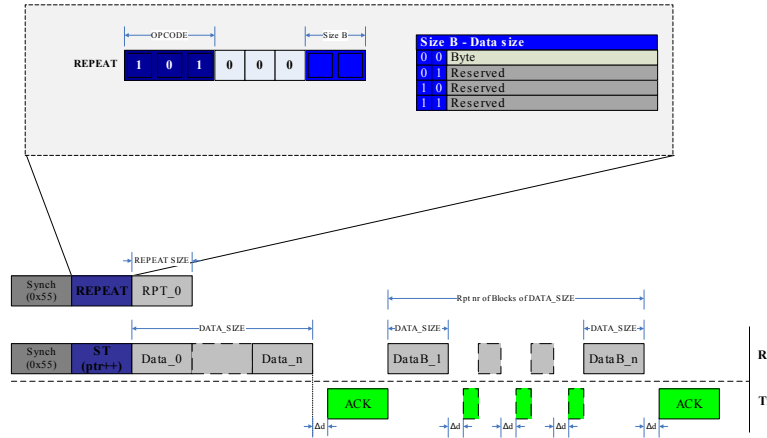 OPCODE Size B
REPEAT 1 0 1 0 0 0
Size B - Data size
0 0 Byte
0 1 Reserved
1 0 Reserved
1 1 Reserved
REPEAT SIZE
Synch (0x55) REPEAT RPT_0
Rpt nr of Blocks of DATA_SIZE
DATA_SIZE DATA_SIZE DATA_SIZE
Synch (0x55) ST (ptr++) Data_0 Data_n DataB_1 DataB_n R
ACK ACK T
Δd Δd Δd Δd Δd